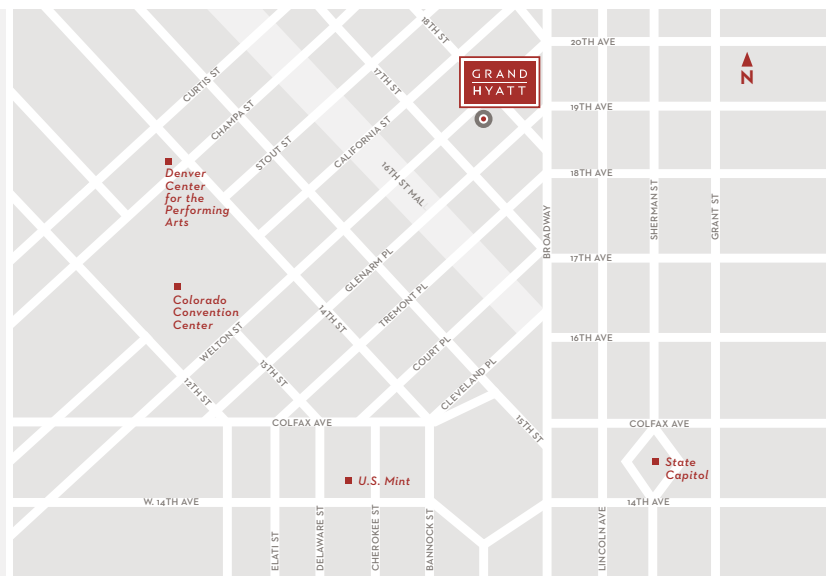 18TH ST
20TH AVE
GRAND
HYATT
N
17TH ST
CURTIS ST
CHAMPA ST
19TH AVE
CALIFORNIA ST
STOUT ST
Denver
Center
for the
Performing
Arts
16TH ST MAL
18TH AVE
SHERMAN ST
GRANT ST
BROADWAY
17TH AVE
GLENARM PL
Colorado
Convention
Center
TREMONT PL
14TH ST
WELTON ST
16TH AVE
COURT PL
13TH ST
CLEVELAND PL
12TH ST
COLFAX AVE
15TH ST
COLFAX AVE
State
Capitol
U.S. Mint
W. 14TH AVE
14TH AVE
ELATI ST
DELAWARE ST
CHEROKEE ST
BANNOCK ST
LINCOLN AVE